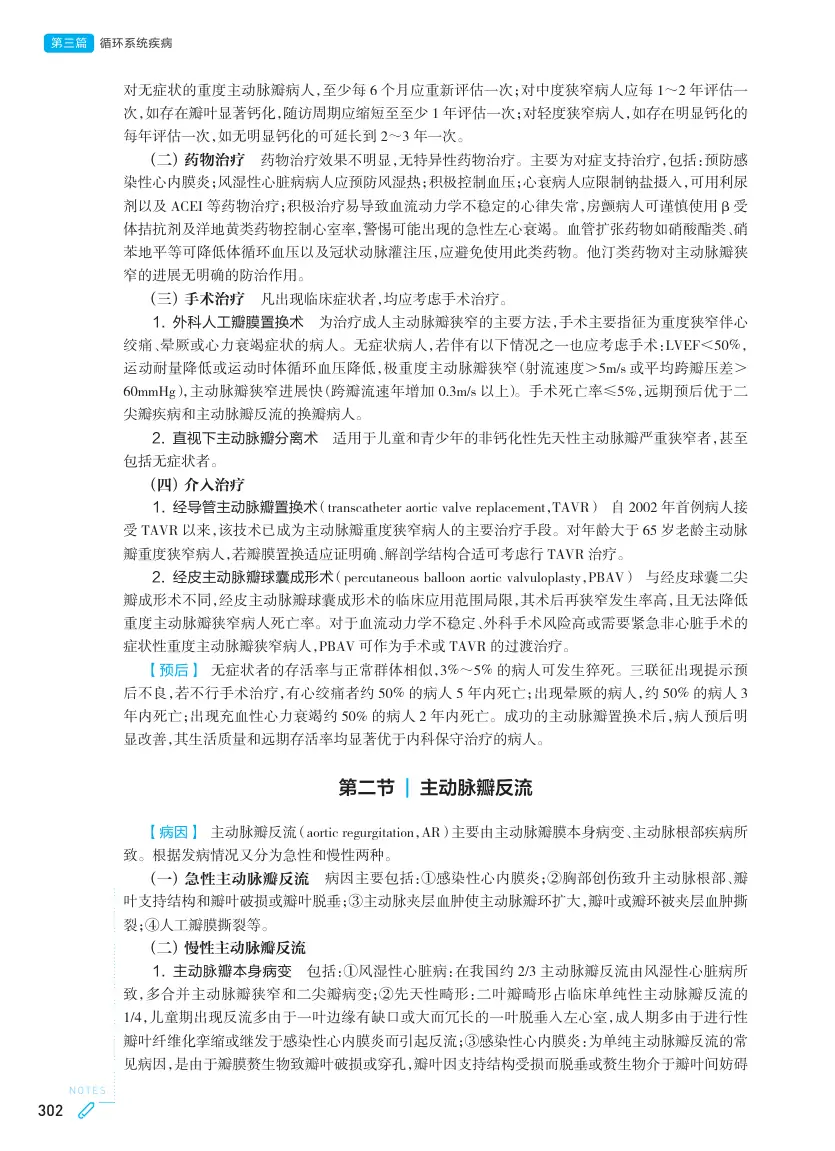 第三篇 循环系统疾病
对无症状的重度主动脉瓣病人,至少每 6 个月应重新评估一次;对中度狭窄病人应每 1～2 年评估一
次,如存在瓣叶显著钙化,随访周期应缩短至至少 1 年评估一次;对轻度狭窄病人,如存在明显钙化的
每年评估一次,如无明显钙化的可延长到 2～3 年一次。
(二) 药物治疗 药物治疗效果不明显,无特异性药物治疗。主要为对症支持治疗,包括:预防感
染性心内膜炎;风湿性心脏病病人应预防风湿热;积极控制血压;心衰病人应限制钠盐摄入,可用利尿
剂以及 ACEI 等药物治疗;积极治疗易导致血流动力学不稳定的心律失常,房颤病人可谨慎使用 β 受
体拮抗剂及洋地黄类药物控制心室率,警惕可能出现的急性左心衰竭。血管扩张药物如硝酸酯类、硝
苯地平等可降低体循环血压以及冠状动脉灌注压,应避免使用此类药物。他汀类药物对主动脉瓣狭
窄的进展无明确的防治作用。
(三) 手术治疗 凡出现临床症状者,均应考虑手术治疗。
1. 外科人工瓣膜置换术 为治疗成人主动脉瓣狭窄的主要方法,手术主要指征为重度狭窄伴心
绞痛、晕厥或心力衰竭症状的病人。无症状病人,若伴有以下情况之一也应考虑手术:LVEF＜50%,
运动耐量降低或运动时体循环血压降低,极重度主动脉瓣狭窄(射流速度＞5m/s 或平均跨瓣压差＞
60mmHg),主动脉瓣狭窄进展快(跨瓣流速年增加 0.3m/s 以上)。手术死亡率≤5%,远期预后优于二
尖瓣疾病和主动脉瓣反流的换瓣病人。
2. 直视下主动脉瓣分离术 适用于儿童和青少年的非钙化性先天性主动脉瓣严重狭窄者,甚至
包括无症状者。
(四) 介入治疗
1. 经导管主动脉瓣置换术(transcatheter aortic valve replacement,TAVR) 自 2002 年首例病人接
受 TAVR 以来,该技术已成为主动脉瓣重度狭窄病人的主要治疗手段。对年龄大于 65 岁老龄主动脉
瓣重度狭窄病人,若瓣膜置换适应证明确、解剖学结构合适可考虑行 TAVR 治疗。
2. 经皮主动脉瓣球囊成形术(percutaneous balloon aortic valvuloplasty,PBAV) 与经皮球囊二尖
瓣成形术不同,经皮主动脉瓣球囊成形术的临床应用范围局限,其术后再狭窄发生率高,且无法降低
重度主动脉瓣狭窄病人死亡率。对于血流动力学不稳定、外科手术风险高或需要紧急非心脏手术的
症状性重度主动脉瓣狭窄病人,PBAV 可作为手术或 TAVR 的过渡治疗。
【预后】 无症状者的存活率与正常群体相似,3%～5% 的病人可发生猝死。三联征出现提示预
后不良,若不行手术治疗,有心绞痛者约 50% 的病人 5 年内死亡;出现晕厥的病人,约 50% 的病人 3
年内死亡;出现充血性心力衰竭约 50% 的病人 2 年内死亡。成功的主动脉瓣置换术后,病人预后明
显改善,其生活质量和远期存活率均显著优于内科保守治疗的病人。
第二节 | 主动脉瓣反流
【病因】 主动脉瓣反流(aortic regurgitation,AR)主要由主动脉瓣膜本身病变、主动脉根部疾病所
致。根据发病情况又分为急性和慢性两种。
(一) 急性主动脉瓣反流 病因主要包括:①感染性心内膜炎;②胸部创伤致升主动脉根部、瓣
叶支持结构和瓣叶破损或瓣叶脱垂;③主动脉夹层血肿使主动脉瓣环扩大,瓣叶或瓣环被夹层血肿撕
裂;④人工瓣膜撕裂等。
(二) 慢性主动脉瓣反流
1. 主动脉瓣本身病变 包括:①风湿性心脏病:在我国约 2/3 主动脉瓣反流由风湿性心脏病所
致,多合并主动脉瓣狭窄和二尖瓣病变;②先天性畸形:二叶瓣畸形占临床单纯性主动脉瓣反流的
1/4,儿童期出现反流多由于一叶边缘有缺口或大而冗长的一叶脱垂入左心室,成人期多由于进行性
瓣叶纤维化挛缩或继发于感染性心内膜炎而引起反流;③感染性心内膜炎:为单纯主动脉瓣反流的常
见病因,是由于瓣膜赘生物致瓣叶破损或穿孔,瓣叶因支持结构受损而脱垂或赘生物介于瓣叶间妨碍
NOTES
302